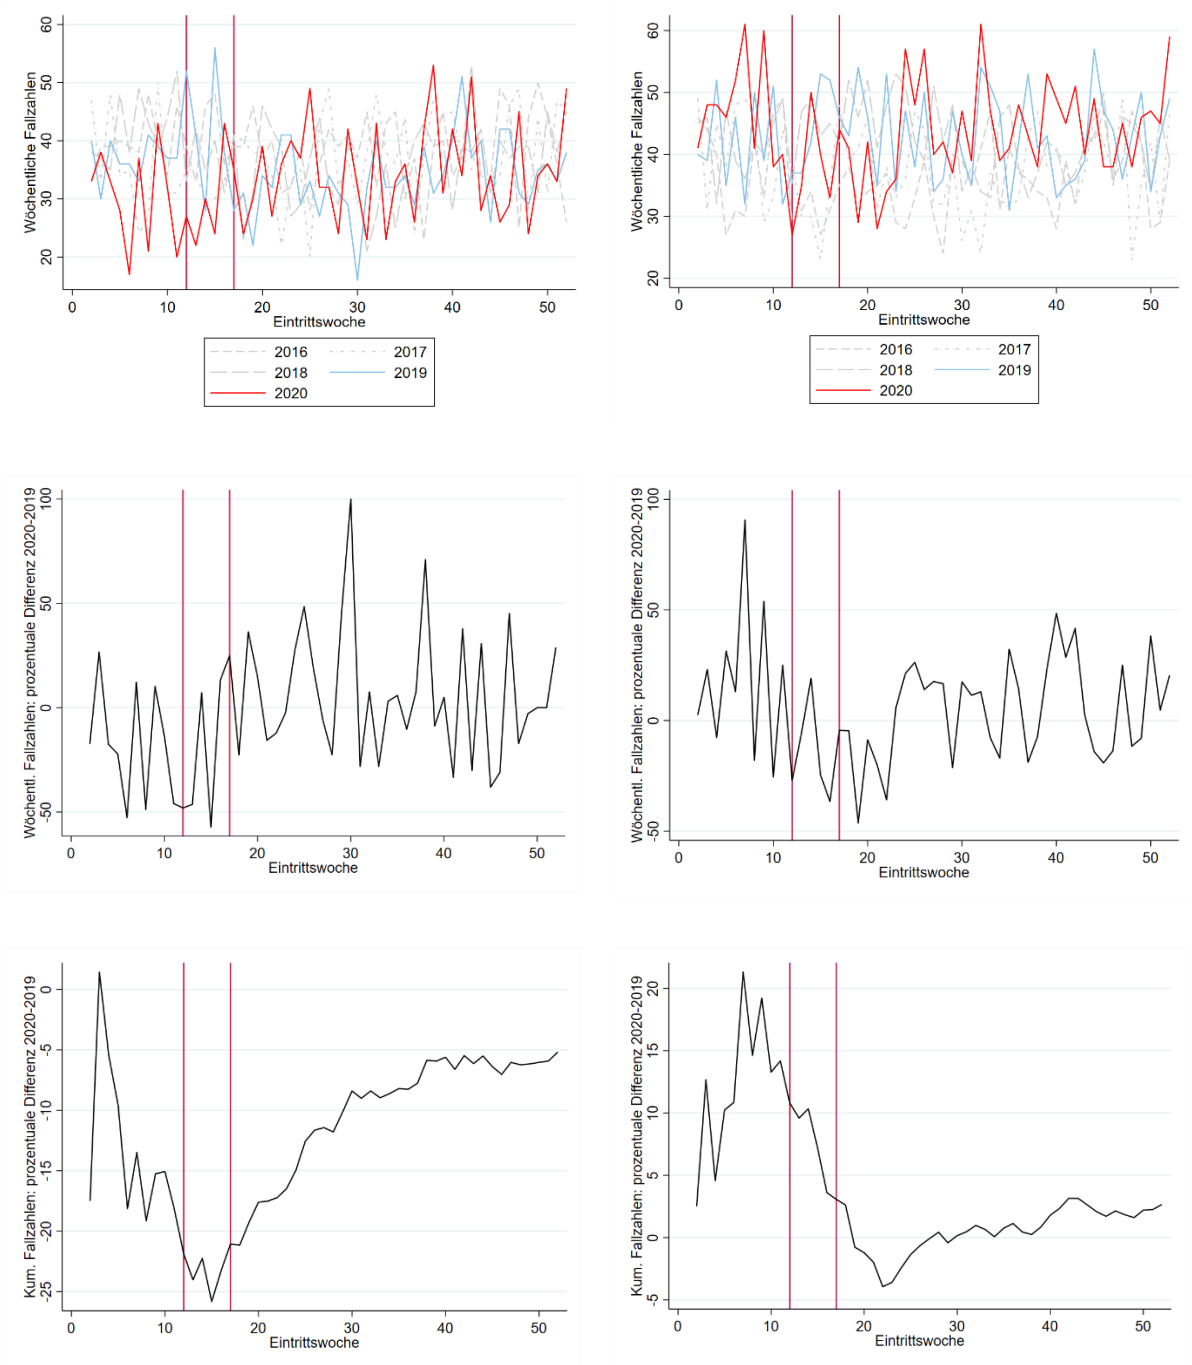 Wöchentliche Fallzahlen
60
50
40
30
20
0 10 20 30 40 50
Eintrittswoche
2016 2017
2018 2019
2020
Wöchentliche Fallzahlen
60
50
40
30
20
0 10 20 30 40 50
Eintrittswoche
2016 2017
2018 2019
2020
Wöchentl. Fallzahlen: prozentuale Differenz 2020-2019
100
50
0
-50
0 10 20 30 40 50
Eintrittswoche
Wöchentl. Fallzahlen: prozentuale Differenz 2020-2019
100
50
0
-50
0 10 20 30 40 50
Eintrittswoche
Kum. Fallzahlen: prozentuale Differenz 2020-2019
0
-5
-10
-15
-20
-25
0 10 20 30 40 50
Eintrittswoche
Kum. Fallzahlen: prozentuale Differenz 2020-2019
20
15
10
5
0
-5
0 10 20 30 40 50
Eintrittswoche